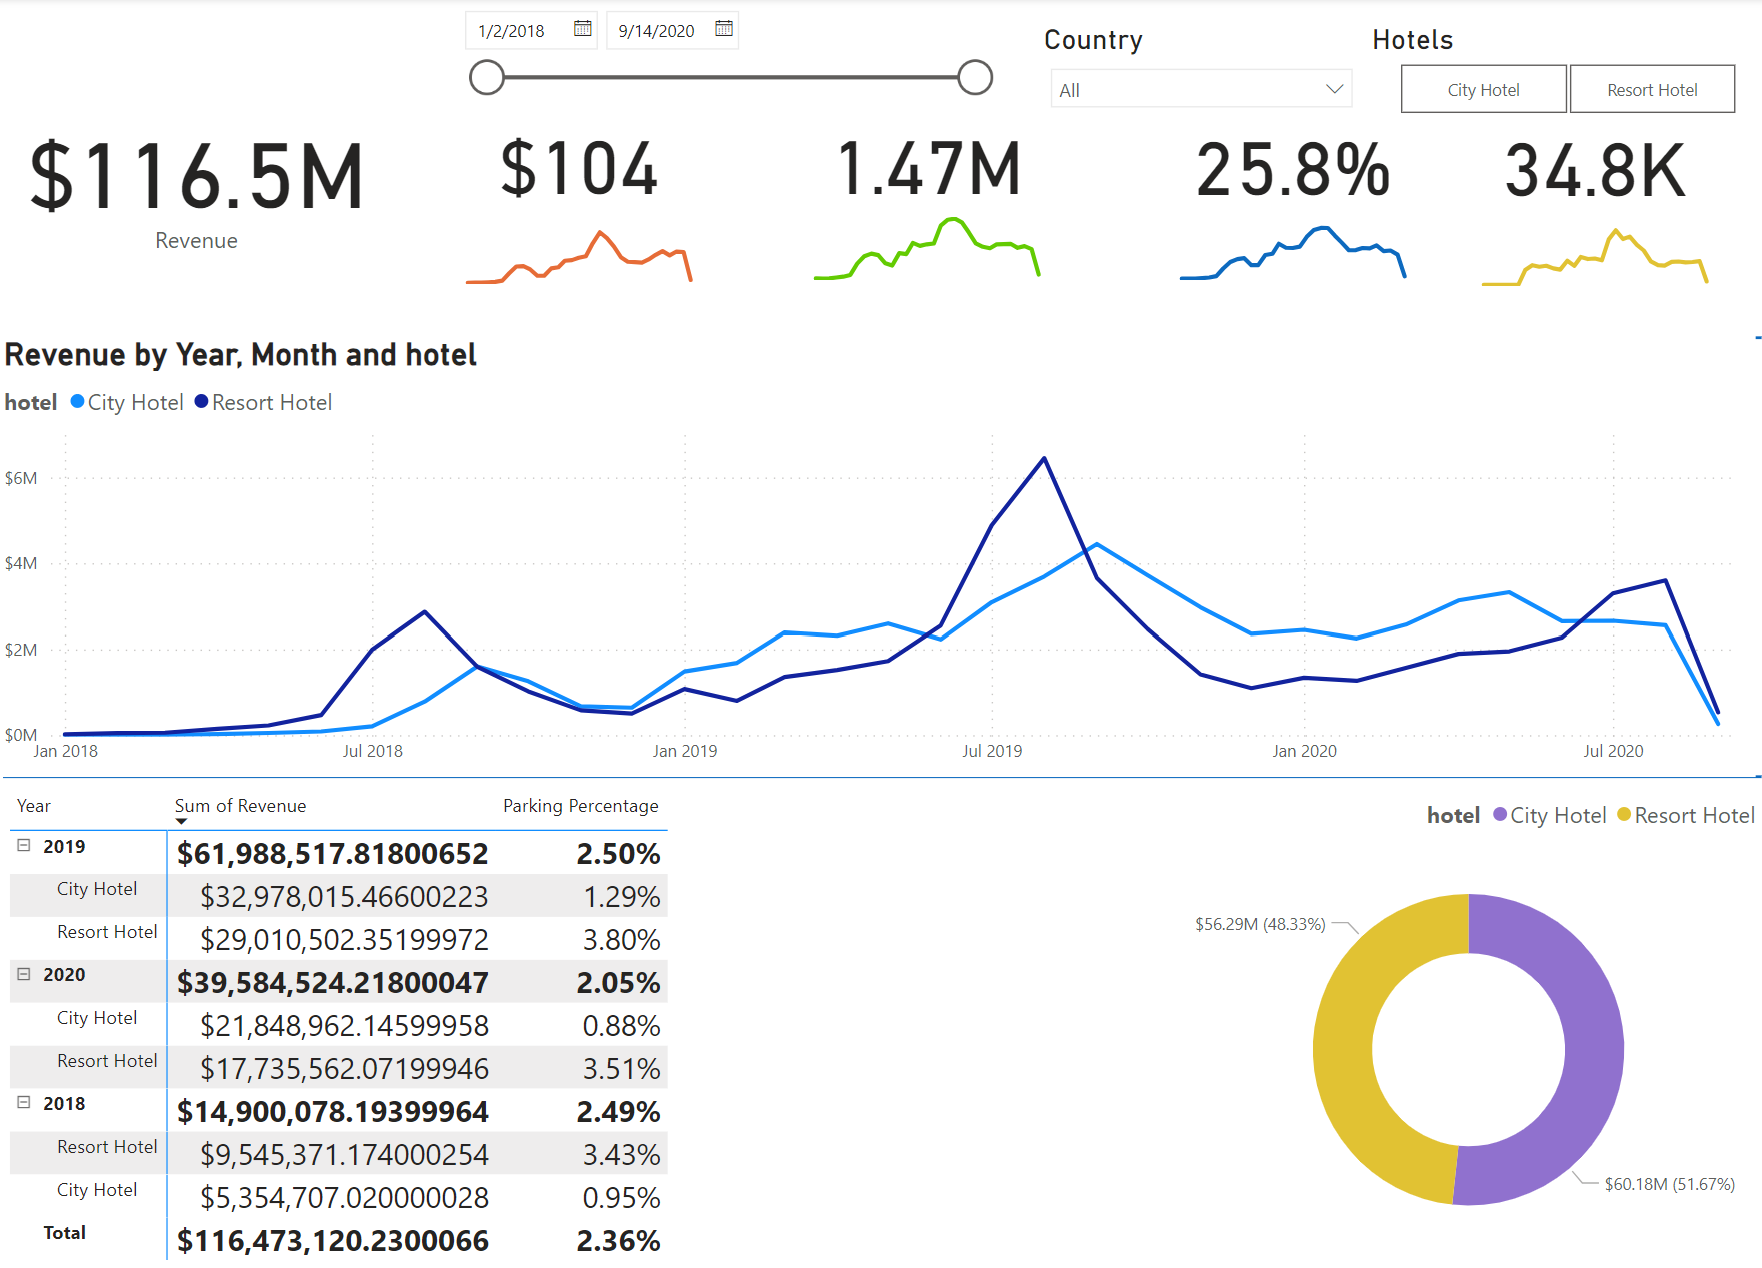 1/2/2018 9/14/2020
Country
Hotels
All
City Hotel Resort Hotel
$116.5M
Revenue
$104
1.47M
25.8%
34.8K
Revenue by Year, Month and hotel
hotel City Hotel Resort Hotel
$6M
$4M
$2M
$0M
Jan 2018 Jul 2018 Jan 2019 Jul 2019 Jan 2020 Jul 2020
Year Sum of Revenue Parking Percentage
2019 $61,988,517.81800652 2.50%
City Hotel $32,978,015.46600223 1.29%
Resort Hotel $29,010,502.35199972 3.80%
2020 $39,584,524.21800047 2.05%
City Hotel $21,848,962.14599958 0.88%
Resort Hotel $17,735,562.07199946 3.51%
2018 $14,900,078.19399964 2.49%
Resort Hotel $9,545,371.174000254 3.43%
City Hotel $5,354,707.020000028 0.95%
Total $116,473,120.2300066 2.36%
hotel City Hotel Resort Hotel
$56.29M (48.33%)
$60.18M (51.67%)